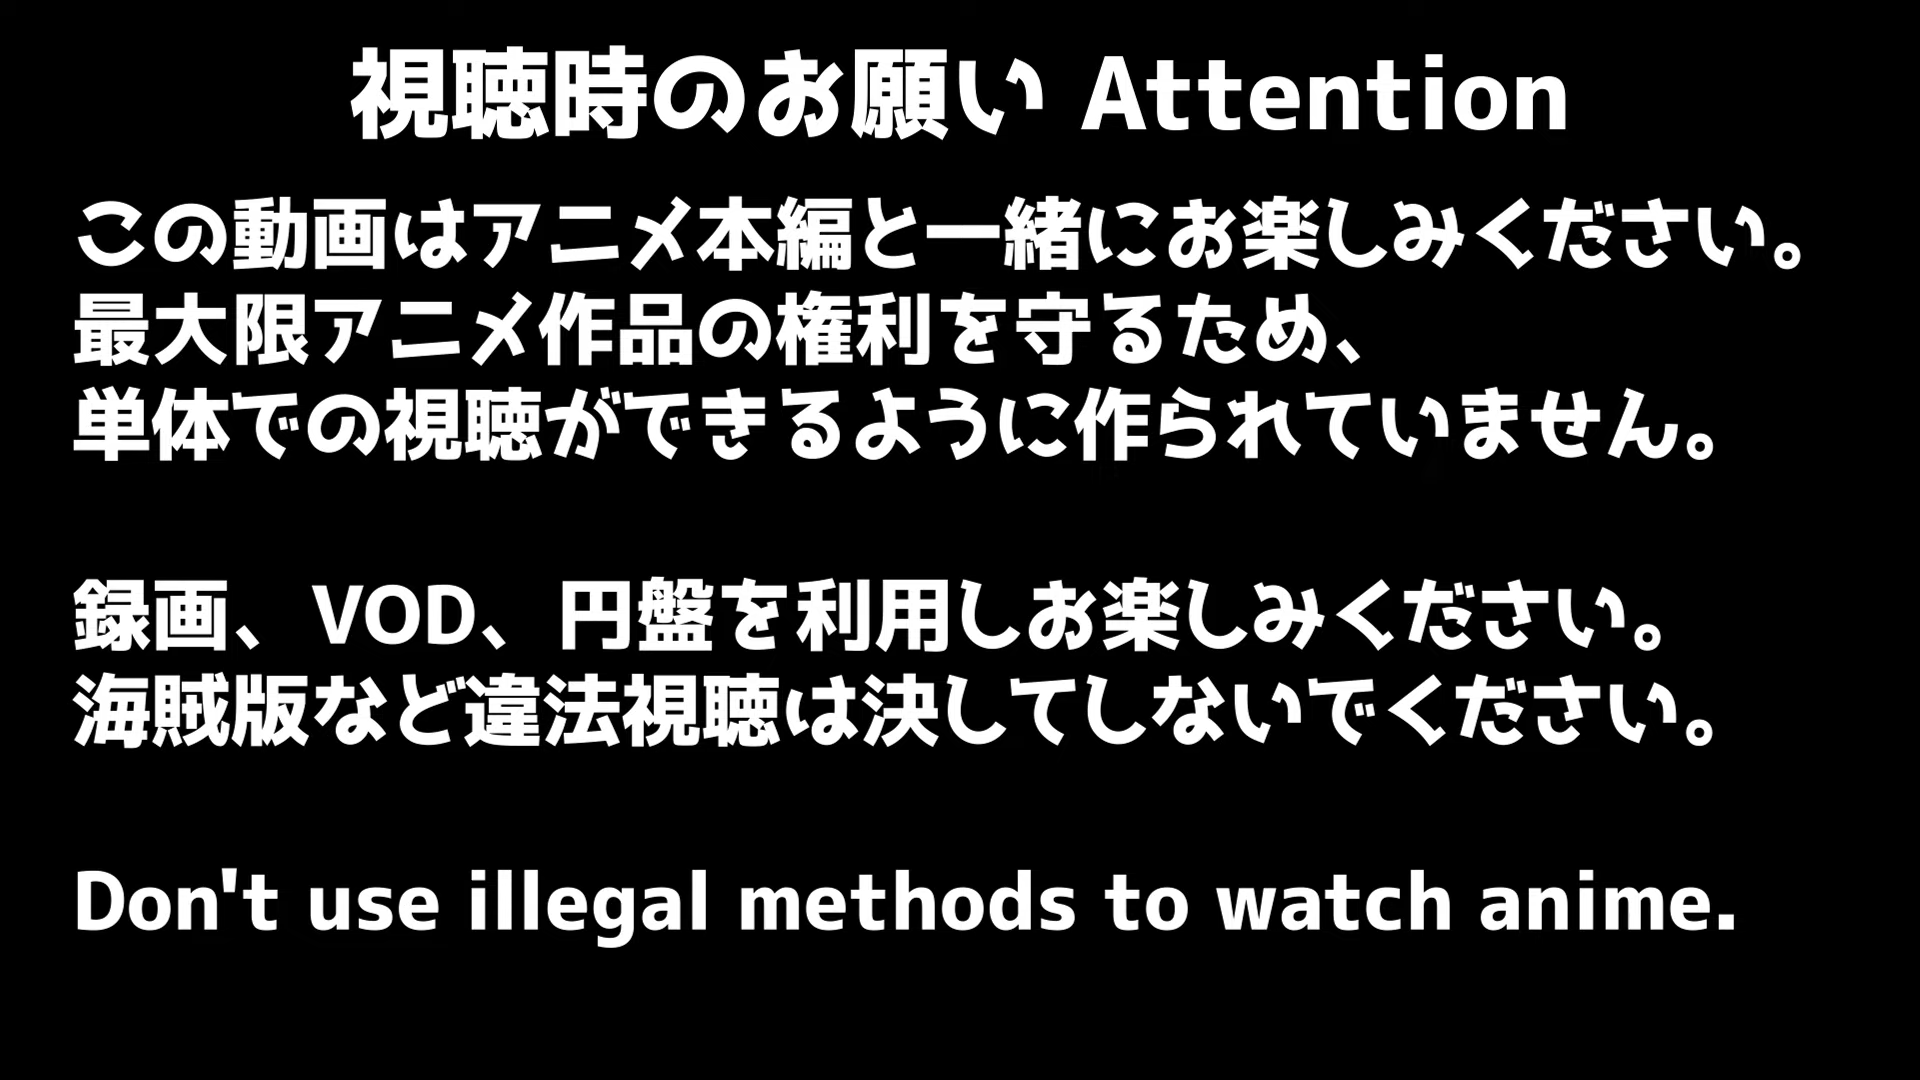 視聴時のお願い Attention
この動画はアニメ本編と一緒にお楽しみください。
最大限アニメ作品の権利を守るため、
単体での視聴ができるように作られていません。
録画、VOD、円盤を利用しお楽しみください。
海賊版など違法視聴は決してしないでください。
Don't use illegal methods to watch anime.